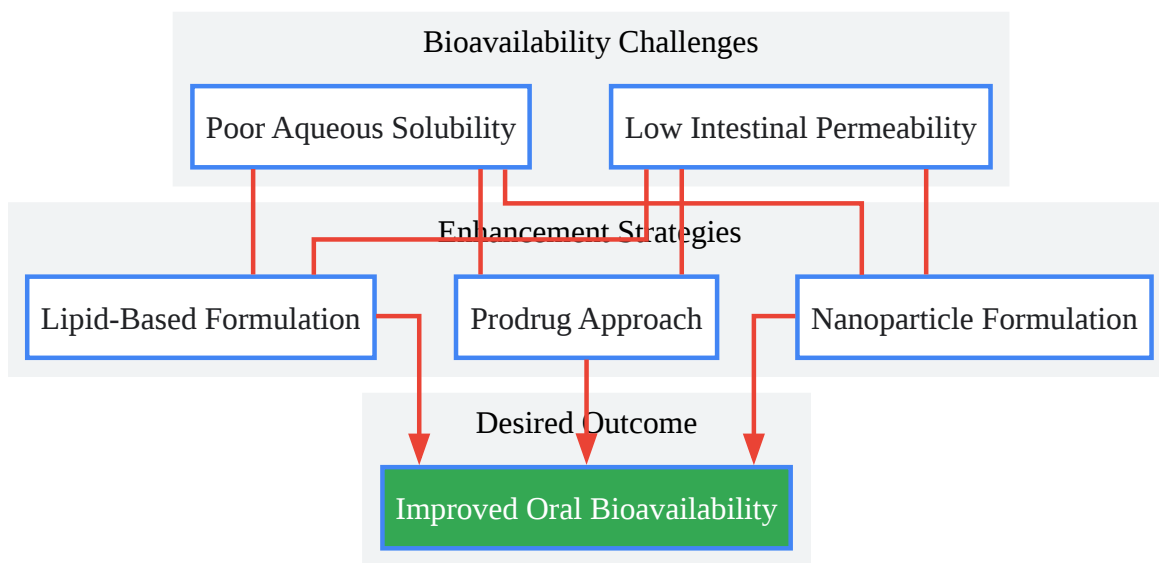 Bioavailability Challenges
Poor Aqueous Solubility
Low Intestinal Permeability
Enhancement Strategies
Lipid-Based Formulation
Prodrug Approach
Nanoparticle Formulation
Desired Outcome
Improved Oral Bioavailability